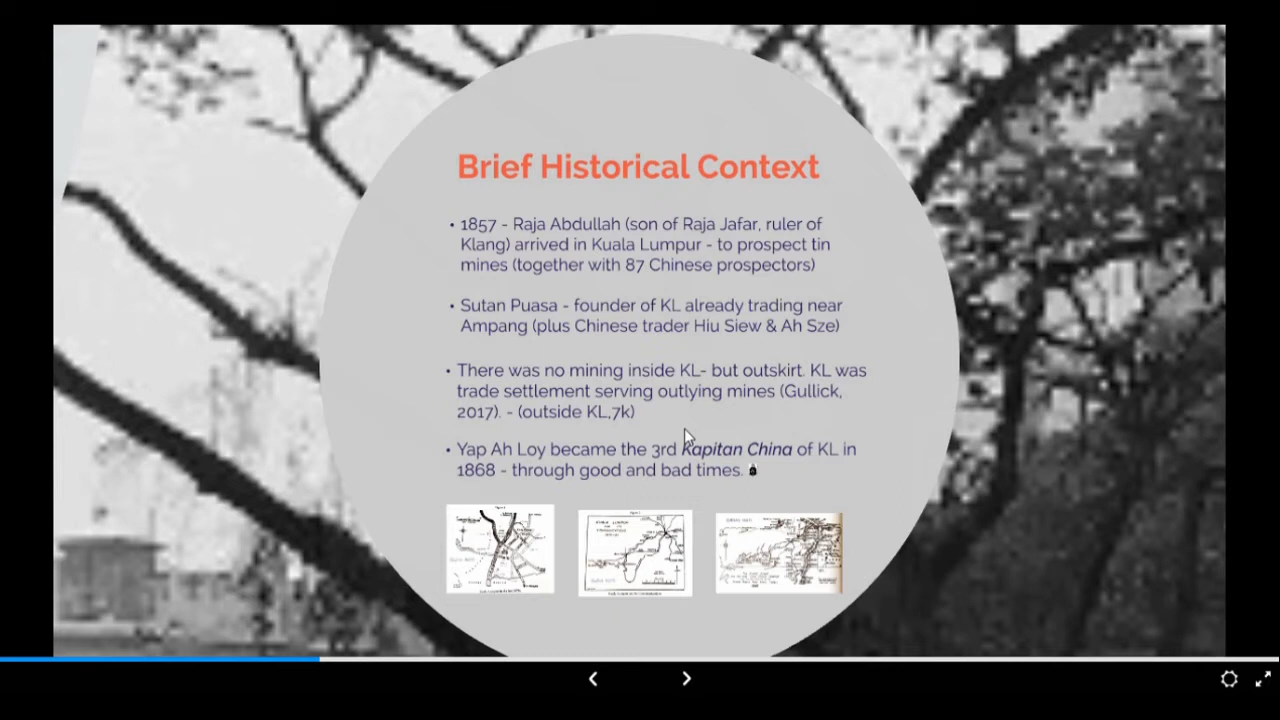 Brief Historical Context
• 1857 - Raja Abdullah (son of Raja Jafar, ruler of
Klang) arrived in Kuala Lumpur - to prospect tin
mines (together with 87 Chinese prospectors)
• Sutan Puasa - founder of KL already trading near
Ampang (plus Chinese trader Hiu Siew & Ah Sze)
• There was no mining inside KL- but outskirt. KL was
trade settlement serving outlying mines (Gullick,
2017). - (outside KL,7k)
• Yap Ah Loy became the 3rd Kapitan China of KL in
1868 - through good and bad times.